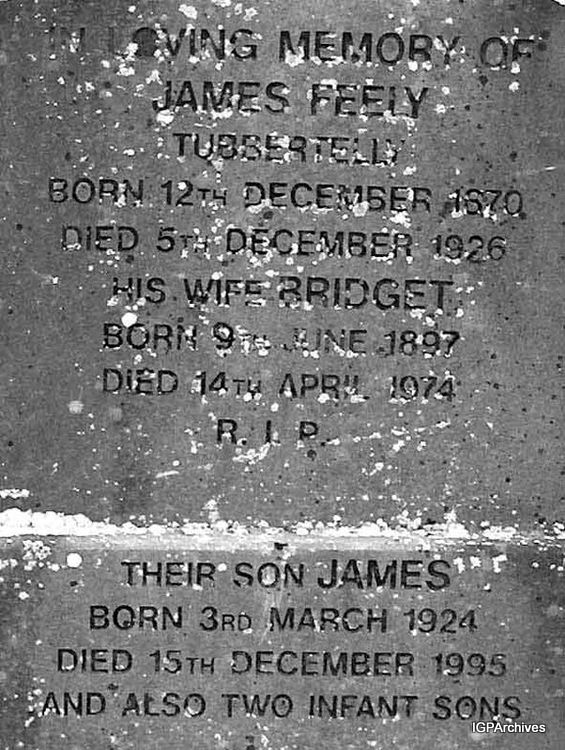 IN LOVING MEMORY OF
JAMES FEELY
TUBBERTELLY
BORN 12TH DECEMBER 1870
DIED 5TH DECEMBER 1926
HIS WIFE BRIDGET
BORN 9TH JUNE 1897
DIED 14TH APRIL 1974
R. I. P.
THEIR SON JAMES
BORN 3RD MARCH 1924
DIED 15TH DECEMBER 1995
AND ALSO TWO INFANT SONS
IGPArchives